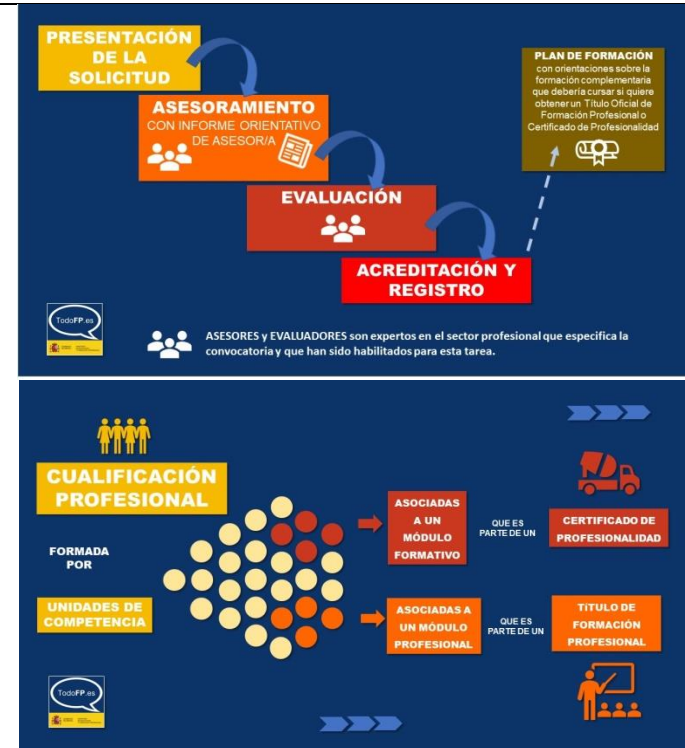 PRESENTACIÓN
DE LA
SOLICITUD
ASESORAMIENTO
CON INFORME ORIENTATIVO
DE ASESOR/A
EVALUACIÓN
ACREDITACIÓN Y
REGISTRO
PLAN DE FORMACIÓN
con orientaciones sobre la
formación complementaria
que debería cursar si quiere
obtener un Título Oficial de
Formación Profesional o
Certificado de Profesionalidad
TodoFP.es
ASESORES y EVALUADORES son expertos en el sector profesional que especifica la
convocatoria y que han sido habilitados para esta tarea.
CUALIFICACIÓN
PROFESIONAL
FORMADA
POR
UNIDADES DE
COMPETENCIA
ASOCIADAS
A UN
MÓDULO
FORMATIVO
QUE ES
PARTE DE UN
CERTIFICADO DE
PROFESIONALIDAD
ASOCIADAS A
UN MÓDULO
PROFESIONAL
QUE ES
PARTE DE UN
TÍTULO DE
FORMACIÓN
PROFESIONAL
TodoFP.es